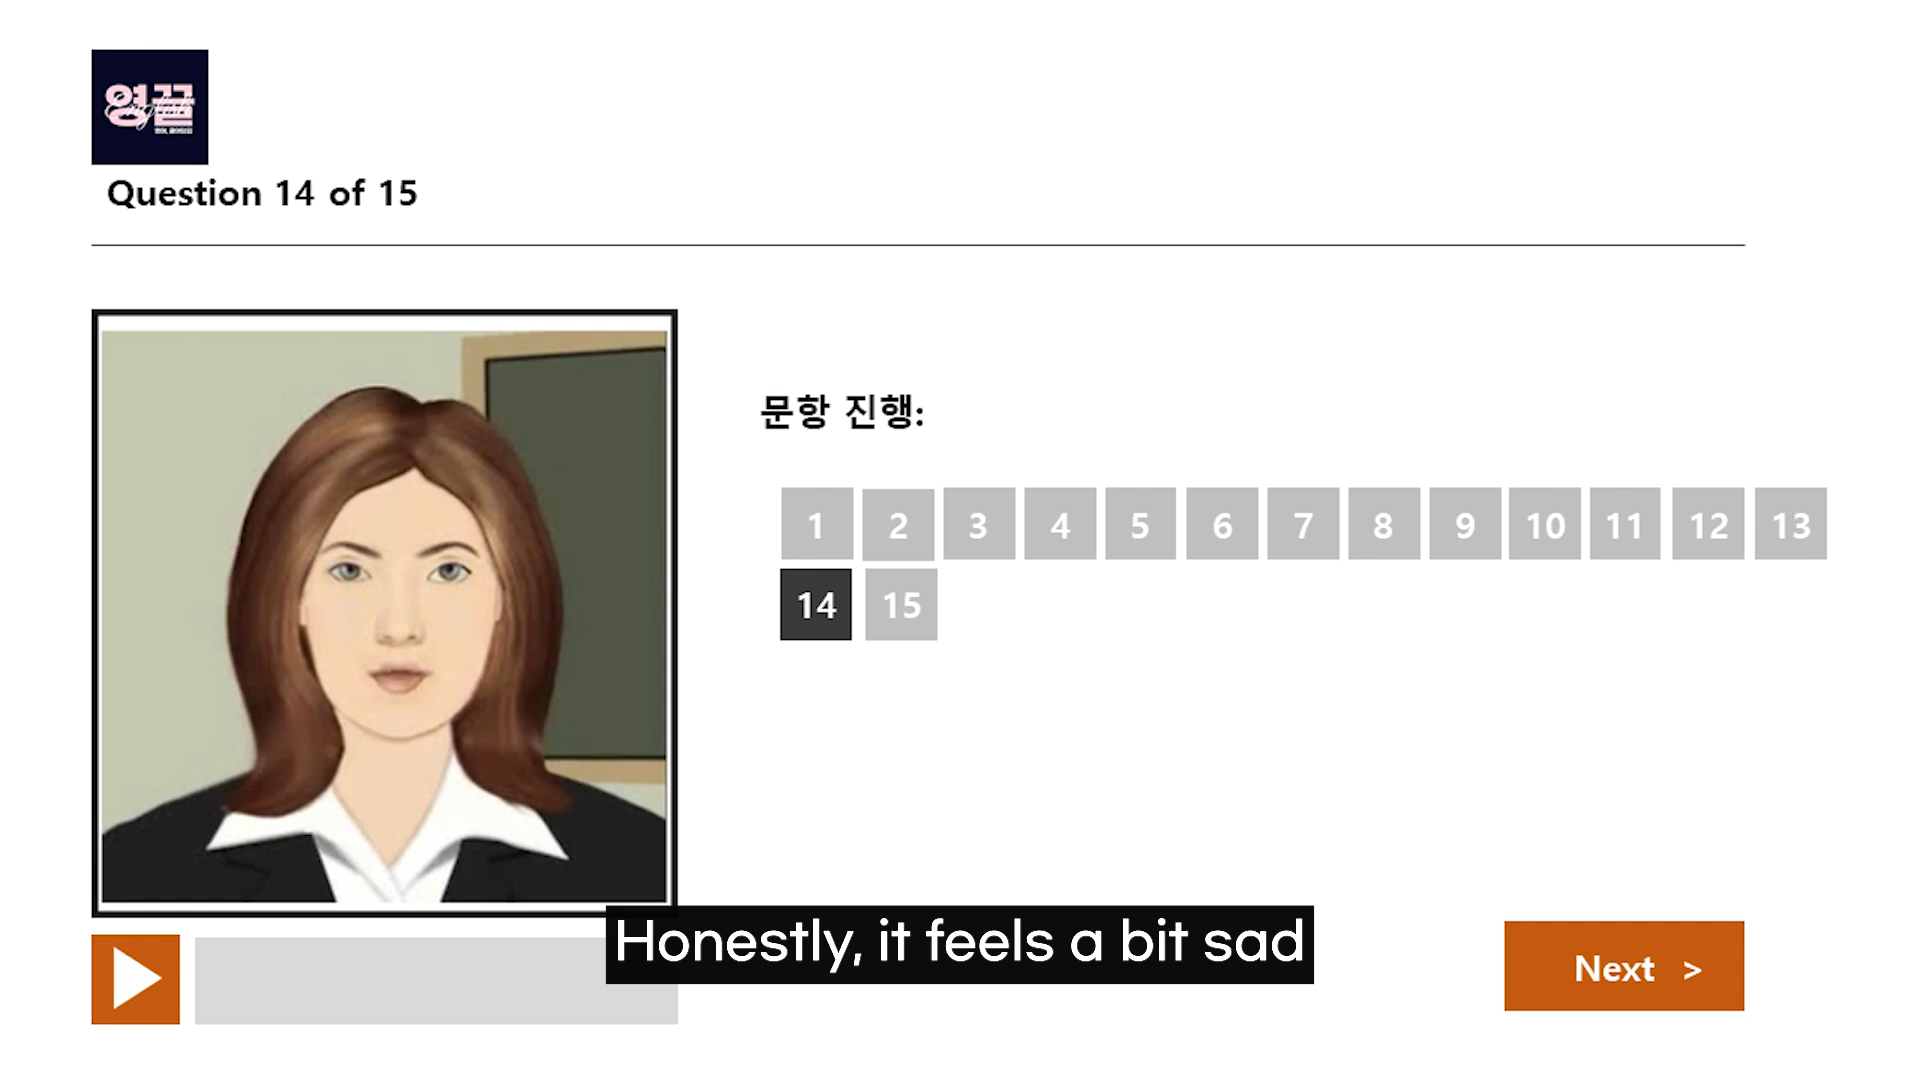 영끌
Question 14 of 15
문항 진행:
1 2 3 4 5 6 7 8 9 10 11 12 13
14 15
Honestly, it feels a bit sad
Next >